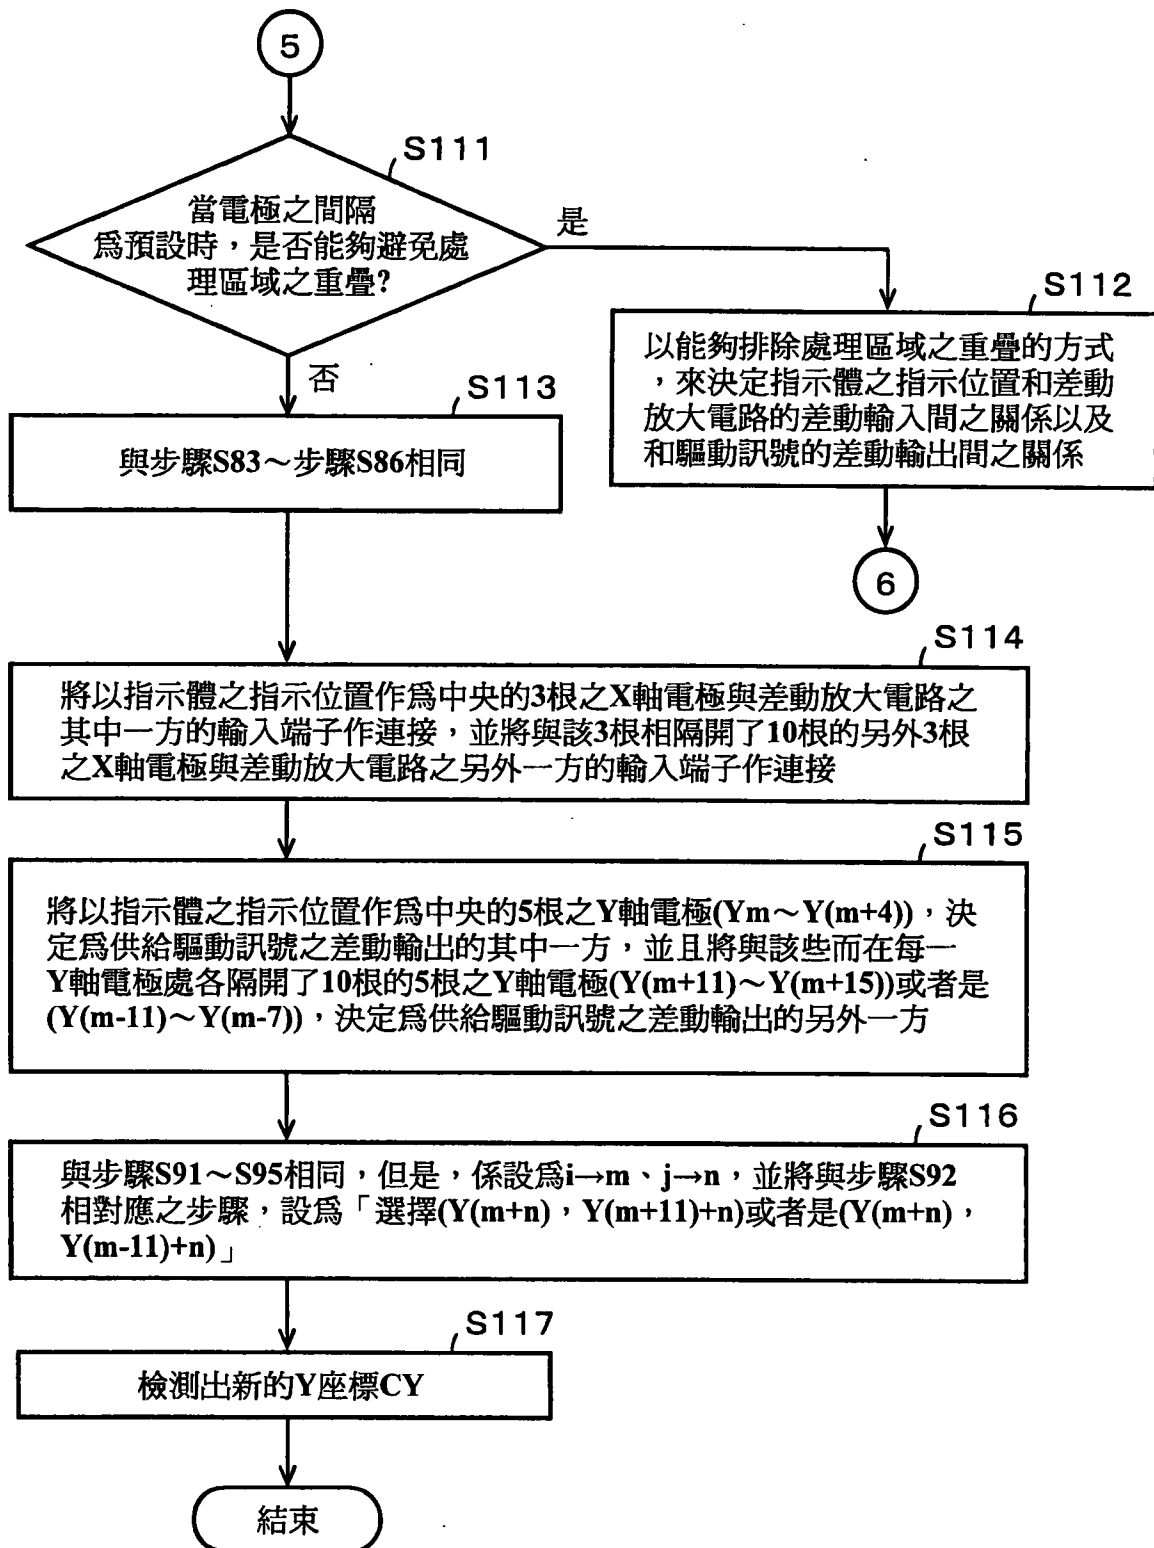 5
S111
當電極之間隔
爲預設時，是否能夠避免處
理區域之重疊?
是
否
S112
以能夠排除處理區域之重疊的方式
，來決定指示體之指示位置和差動
放大電路的差動輸入間之關係以及
和驅動訊號的差動輸出間之關係
6
S113
與步驟S83～步驟S86相同
S114
將以指示體之指示位置作爲中央的3根之X軸電極與差動放大電路之
其中一方的輸入端子作連接，並將與該3根相隔開了10根的另外3根
之X軸電極與差動放大電路之另外一方的輸入端子作連接
S115
將以指示體之指示位置作爲中央的5根之Y軸電極(Ym～Y(m+4))，決
定爲供給驅動訊號之差動輸出的其中一方，並且將與該些而在每一
Y軸電極處各隔開了10根的5根之Y軸電極(Y(m+11)～Y(m+15))或者是
(Y(m-11)～Y(m-7))，決定爲供給驅動訊號之差動輸出的另外一方
S116
與步驟S91～S95相同，但是，係設爲i→m、j→n，並將與步驟S92
相對應之步驟，設爲「選擇(Y(m+n)，Y(m+11)+n)或者是(Y(m+n)，
Y(m-11)+n)」
S117
檢測出新的Y座標CY
結束